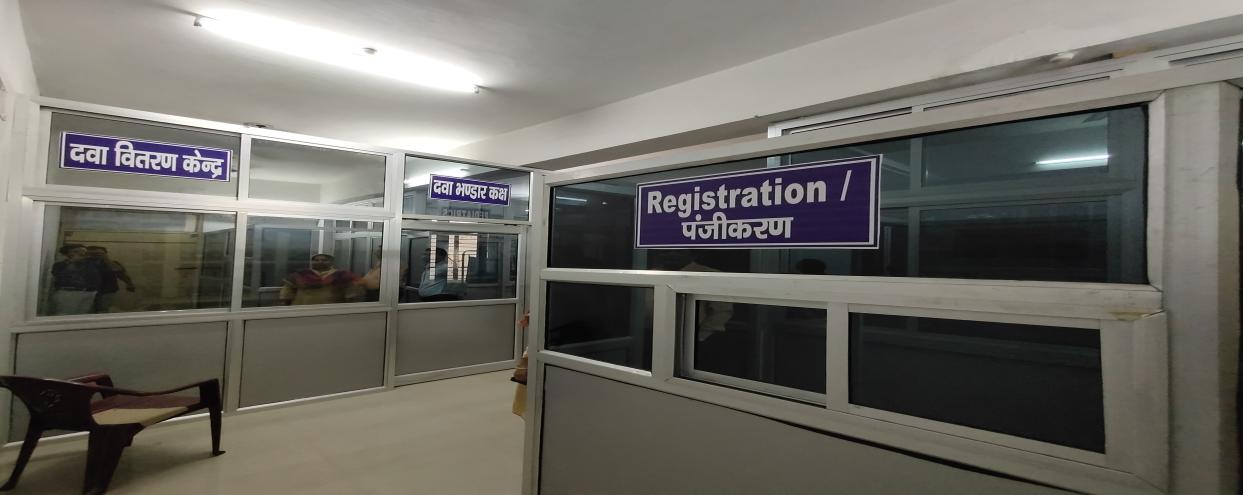 दवा वितरण केन्द्र
दवा भण्डार कक्ष
Registration /
पंजीकरण